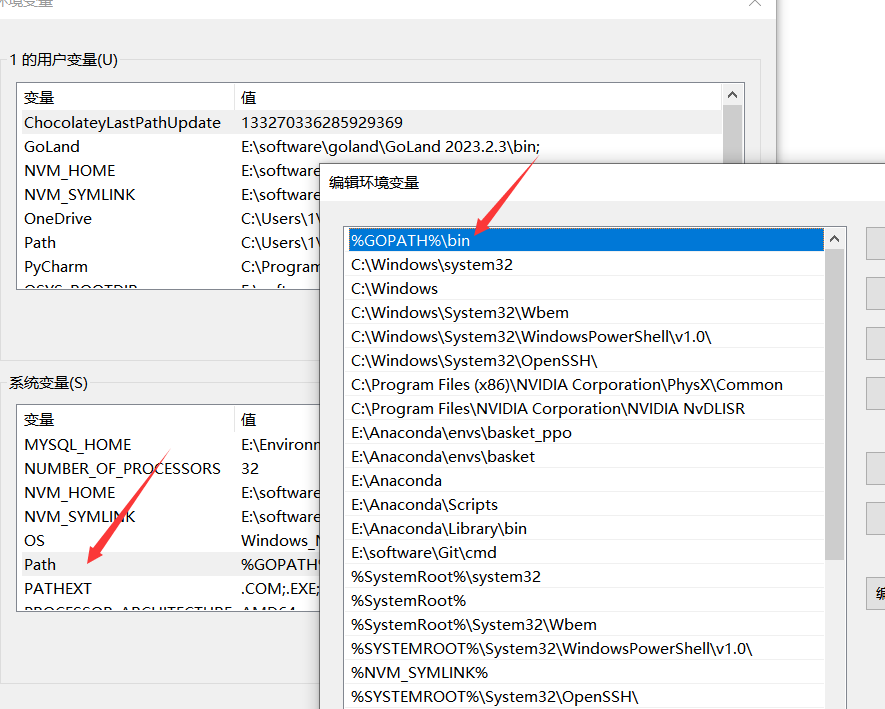 环境变量
1 的用户变量(U)
变量 值
ChocolateyLastPathUpdate 133270336285929369
GoLand E:\software\goland\GoLand 2023.2.3\bin;
NVM_HOME E:\software
NVM_SYMLINK E:\software
OneDrive C:\Users\1\
Path C:\Users\1\
PyCharm C:\Program
系统变量(S)
变量 值
MYSQL_HOME E:\Environm
NUMBER_OF_PROCESSORS 32
NVM_HOME E:\software
NVM_SYMLINK E:\software
OS Windows_N
Path %GOPATH%
PATHEXT .COM;.EXE;
PROCESSOR_ARCHITECTURE AMD64
编辑环境变量
%GOPATH%\bin
C:\Windows\system32
C:\Windows
C:\Windows\System32\Wbem
C:\Windows\System32\WindowsPowerShell\v1.0\
C:\Windows\System32\OpenSSH\
C:\Program Files (x86)\NVIDIA Corporation\PhysX\Common
C:\Program Files\NVIDIA Corporation\NVIDIA NvDLISR
E:\Anaconda\envs\basket_ppo
E:\Anaconda\envs\basket
E:\Anaconda
E:\Anaconda\Scripts
E:\Anaconda\Library\bin
E:\software\Git\cmd
%SystemRoot%\system32
%SystemRoot%
%SystemRoot%\System32\Wbem
%SYSTEMROOT%\System32\WindowsPowerShell\v1.0\
%NVM_SYMLINK%
%SYSTEMROOT%\System32\OpenSSH\
编